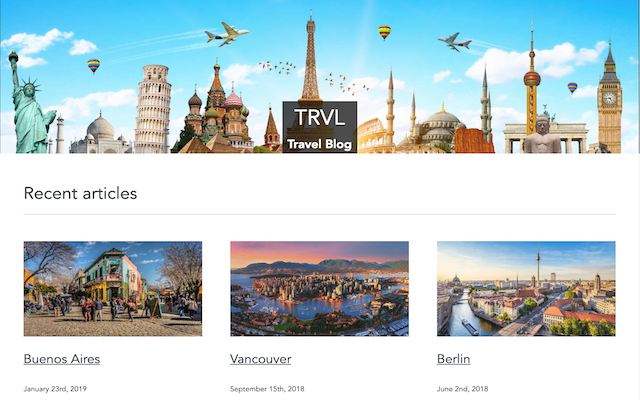 TRVL
Travel Blog
Recent articles
Buenos Aires
Vancouver
Berlin
January 23rd, 2019
September 15th, 2018
June 2nd, 2018